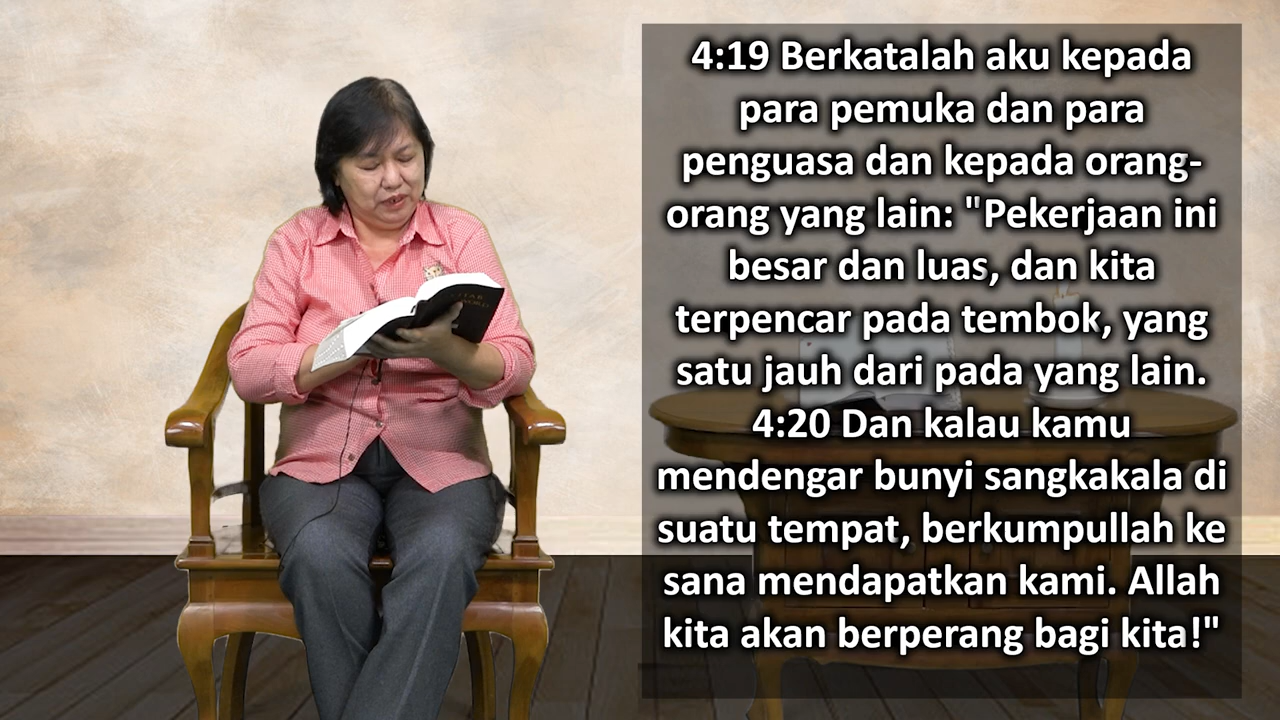 4:19 Berkatalah aku kepada
para pemuka dan para
penguasa dan kepada orang-
orang yang lain: "Pekerjaan ini
besar dan luas, dan kita
terpencar pada tembok, yang
satu jauh dari pada yang lain.
4:20 Dan kalau kamu
mendengar bunyi sangkakala di
suatu tempat, berkumpullah ke
sana mendapatkan kami. Allah
kita akan berperang bagi kita!"